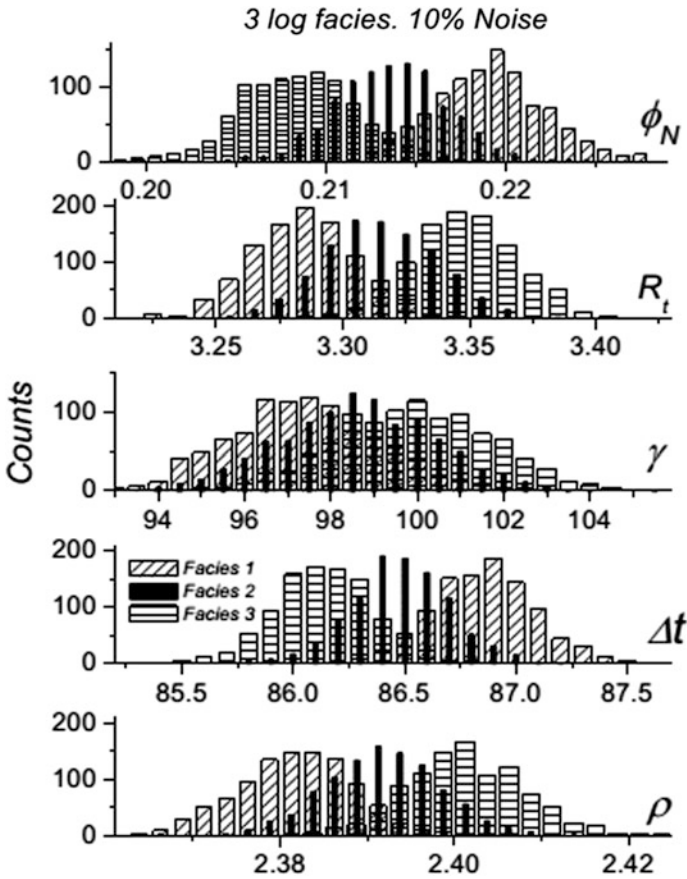 3 log facies. 10% Noise
100
0
ϕN
0.20 0.21 0.22
200
100
0
Rt
3.25 3.30 3.35 3.40
Counts
100
0
γ
94 96 98 100 102 104
200
100
0
Facies 1
Facies 2
Facies 3
Δt
85.5 86.0 86.5 87.0 87.5
200
100
0
ρ
2.38 2.40 2.42